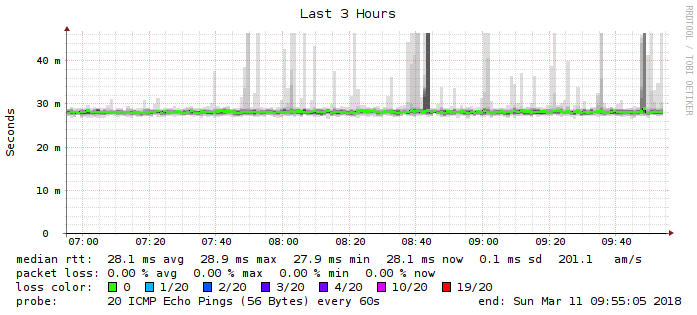 Last 3 Hours
RRDTOOL / TOBI OETIKER
Seconds
40 m
30 m
20 m
10 m
0
07:00 07:20 07:40 08:00 08:20 08:40 09:00 09:20 09:40
median rtt: 28.1 ms avg 28.9 ms max 27.9 ms min 28.1 ms now 0.1 ms sd 201.1 am/s
packet loss: 0.00 % avg 0.00 % max 0.00 % min 0.00 % now
loss color: 0 1/20 2/20 3/20 4/20 10/20 19/20
probe: 20 ICMP Echo Pings (56 Bytes) every 60s end: Sun Mar 11 09:55:05 2018